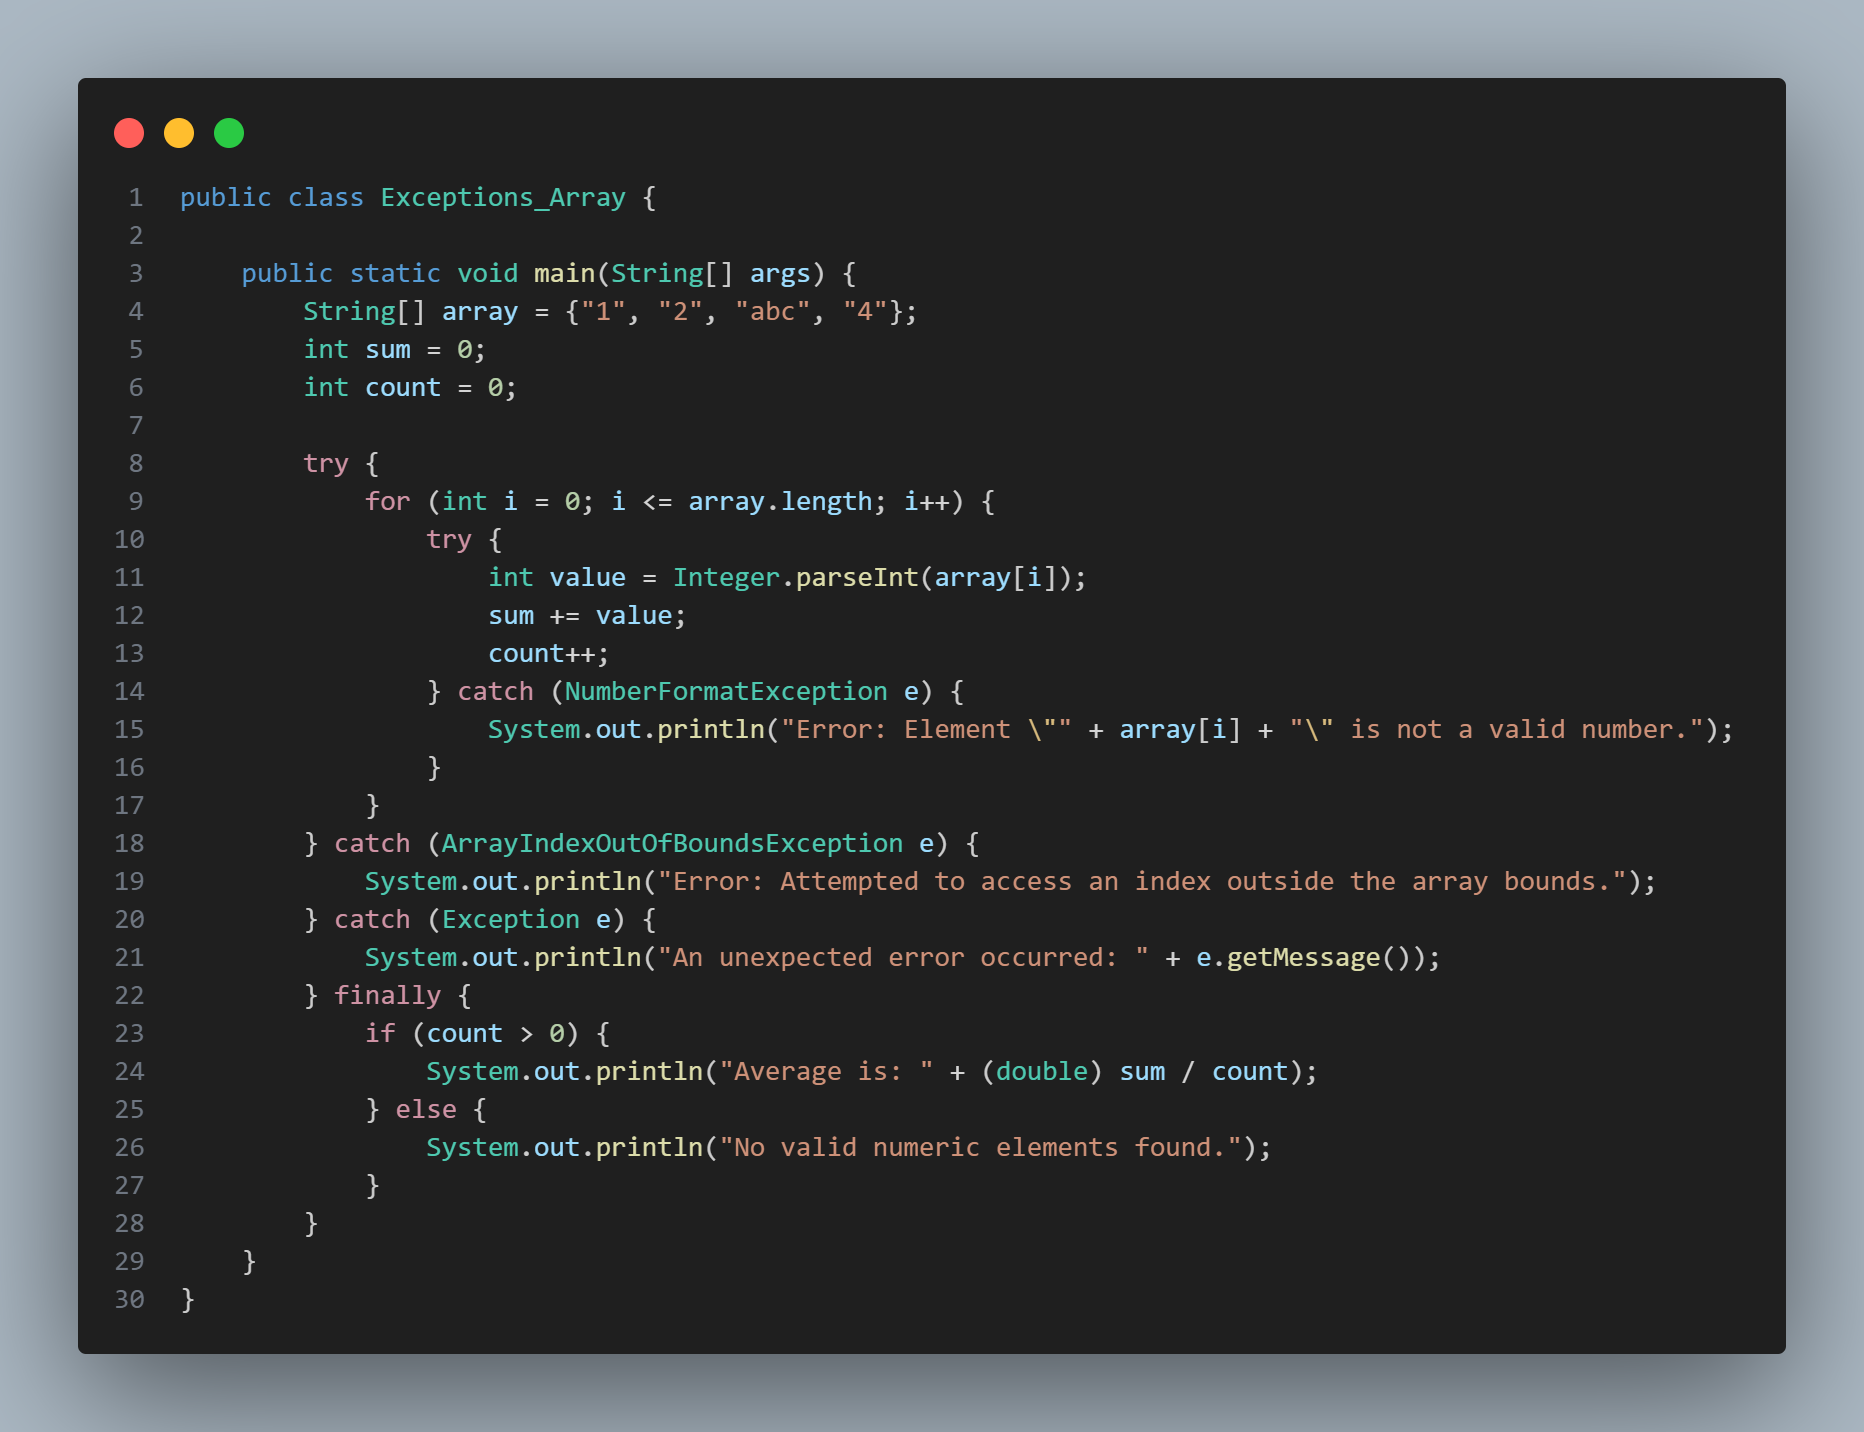 1 public class Exceptions_Array {
2
3     public static void main(String[] args) {
4         String[] array = {"1", "2", "abc", "4"};
5         int sum = 0;
6         int count = 0;
7
8         try {
9             for (int i = 0; i <= array.length; i++) {
10                 try {
11                     int value = Integer.parseInt(array[i]);
12                     sum += value;
13                     count++;
14                 } catch (NumberFormatException e) {
15                     System.out.println("Error: Element \"" + array[i] + "\" is not a valid number.");
16                 }
17             }
18         } catch (ArrayIndexOutOfBoundsException e) {
19             System.out.println("Error: Attempted to access an index outside the array bounds.");
20         } catch (Exception e) {
21             System.out.println("An unexpected error occurred: " + e.getMessage());
22         } finally {
23             if (count > 0) {
24                 System.out.println("Average is: " + (double) sum / count);
25             } else {
26                 System.out.println("No valid numeric elements found.");
27             }
28         }
29     }
30 }